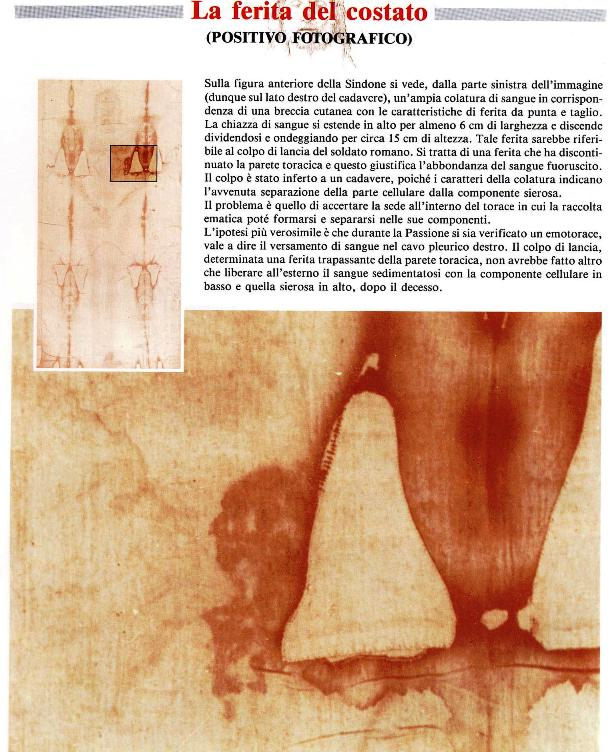 La ferita del costato
(POSITIVO FOTOGRAFICO)
Sulla figura anteriore della Sindone si vede, dalla parte sinistra dell'immagine
(dunque sul lato destro del cadavere), un'ampia colatura di sangue in corrispon-
denza di una breccia cutanea con le caratteristiche di ferita da punta e taglio.
La chiazza di sangue si estende in alto per almeno 6 cm di larghezza e discende
dividendosi e ondeggiando per circa 15 cm di altezza. Tale ferita sarebbe riferi-
bile al colpo di lancia del soldato romano. Si tratta di una ferita che ha disconti-
nuato la parete toracica e questo giustifica l'abbondanza del sangue fuoruscito.
Il colpo è stato inferto a un cadavere, poiché i caratteri della colatura indicano
l'avvenuta separazione della parte cellulare dalla componente sierosa.
Il problema è quello di accertare la sede all'interno del torace in cui la raccolta
ematica poté formarsi e separarsi nelle sue componenti.
L'ipotesi più verosimile è che durante la Passione si sia verificato un emotorace,
vale a dire il versamento di sangue nel cavo pleurico destro. Il colpo di lancia,
determinata una ferita trapassante della parete toracica, non avrebbe fatto altro
che liberare all'esterno il sangue sedimentatosi con la componente cellulare in
basso e quella sierosa in alto, dopo il decesso.